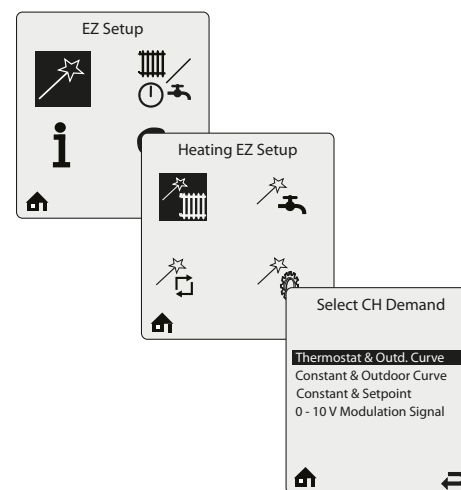 EZ Setup
Heating EZ Setup
Select CH Demand
Thermostat & Outd. Curve
Constant & Outdoor Curve
Constant & Setpoint
0 - 10 V Modulation Signal